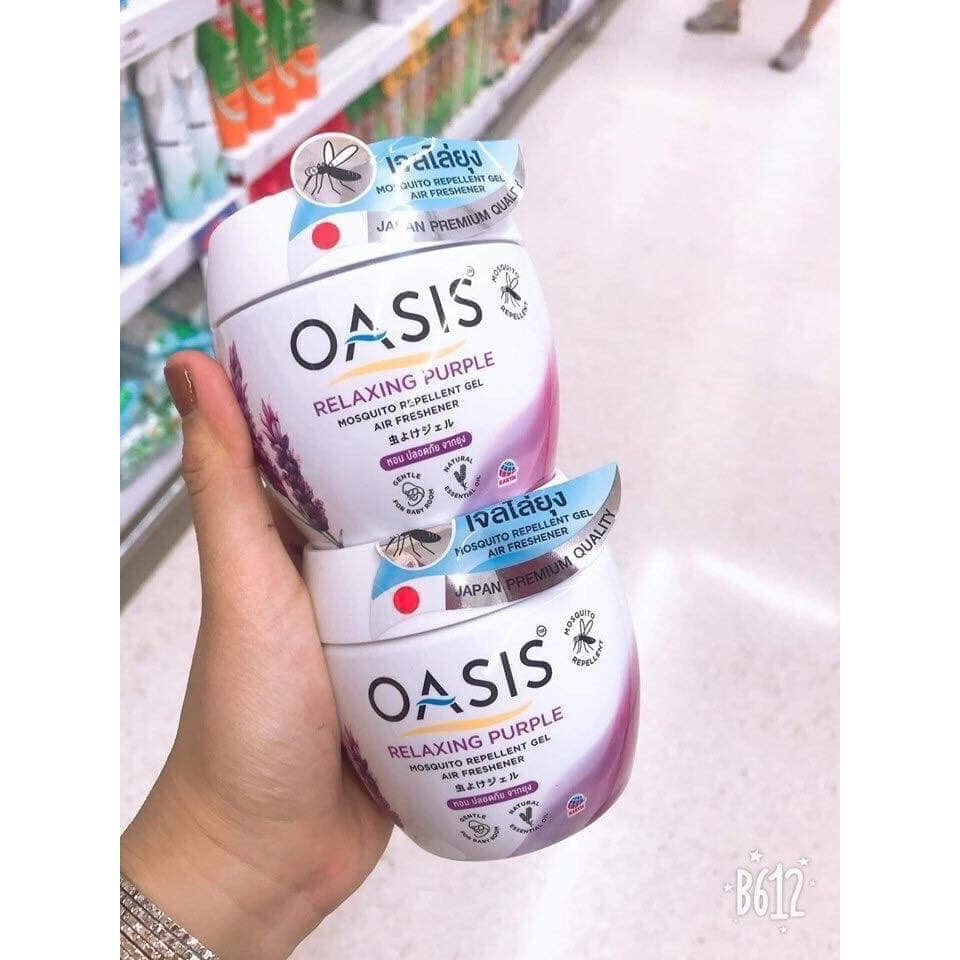 เจลไล่ยุง
MOSQUITO REPELLENT GEL
AIR FRESHENER
JAPAN PREMIUM QUALITY
OASIS
TM
MOSQUITO
REPELLENT
RELAXING PURPLE
MOSQUITO REPELLENT GEL
AIR FRESHENER
虫よけジェル
หอม ปลอดภัย จากยุง
GENTLE
FOR BABY ROOM
NATURAL
ESSENTIAL OIL
EARTH
เจลไล่ยุง
MOSQUITO REPELLENT GEL
AIR FRESHENER
JAPAN PREMIUM QUALITY
OASIS
TM
MOSQUITO
REPELLENT
RELAXING PURPLE
MOSQUITO REPELLENT GEL
AIR FRESHENER
虫よけジェル
หอม ปลอดภัย จากยุง
GENTLE
FOR BABY ROOM
NATURAL
ESSENTIAL OIL
EARTH
B612